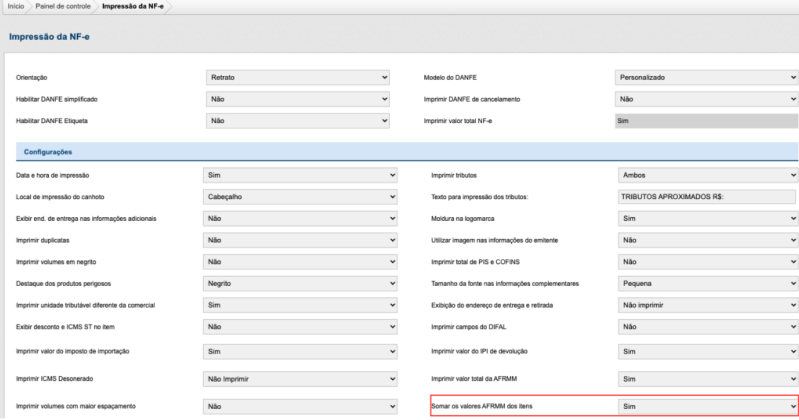 Início Painel de controle Impressão da NF-e
Impressão da NF-e
Orientação Retrato Modelo do DANFE Personalizado
Habilitar DANFE simplificado Não Imprimir DANFE de cancelamento Não
Habilitar DANFE Etiqueta Não Imprimir valor total NF-e Sim
Configurações
Data e hora de impressão Sim Imprimir tributos Ambos
Local de impressão do canhoto Cabeçalho Texto para impressão dos tributos: TRIBUTOS APROXIMADOS R$:
Exibir end. de entrega nas informações adicionais Não Moldura na logomarca Sim
Imprimir duplicatas Não Utilizar imagem nas informações do emitente Não
Imprimir volumes em negrito Não Imprimir total de PIS e COFINS Não
Destaque dos produtos perigosos Negrito Tamanho da fonte nas informações complementares Pequena
Imprimir unidade tributável diferente da comercial Sim Exibição do endereço de entrega e retirada Não imprimir
Exibir desconto e ICMS ST no item Não Imprimir campos do DIFAL Não
Imprimir valor do imposto de importação Sim Imprimir valor do IPI de devolução Sim
Imprimir ICMS Desonerado Não Imprimir Imprimir valor total da AFRMM Sim
Imprimir volumes com maior espaçamento Não Somar os valores AFRMM dos itens Sim